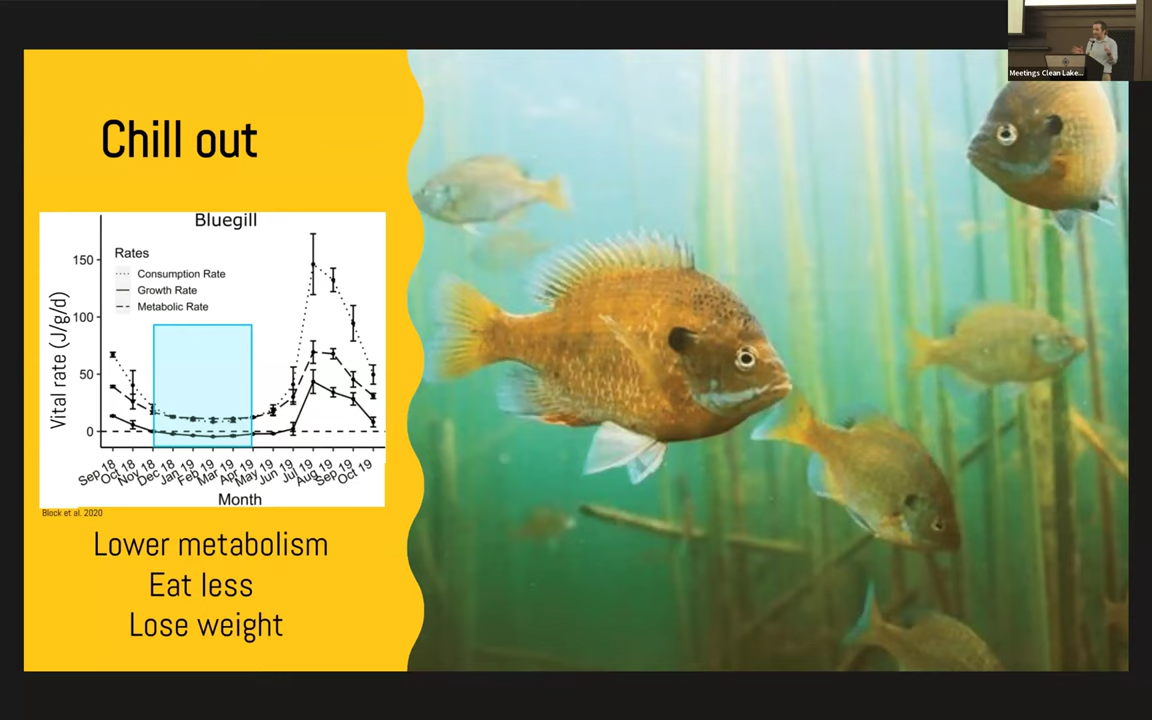 Meetings Clean Lake...
Chill out
Bluegill
Rates
Consumption Rate
Growth Rate
Metabolic Rate
Vital rate (J/g/d)
150
100
50
0
Sep 18
Oct 18
Nov 18
Dec 18
Jan 19
Feb 19
Mar 19
Apr 19
May 19
Jun 19
Jul 19
Aug 19
Sep 19
Oct 19
Month
Block et al. 2020
Lower metabolism
Eat less
Lose weight